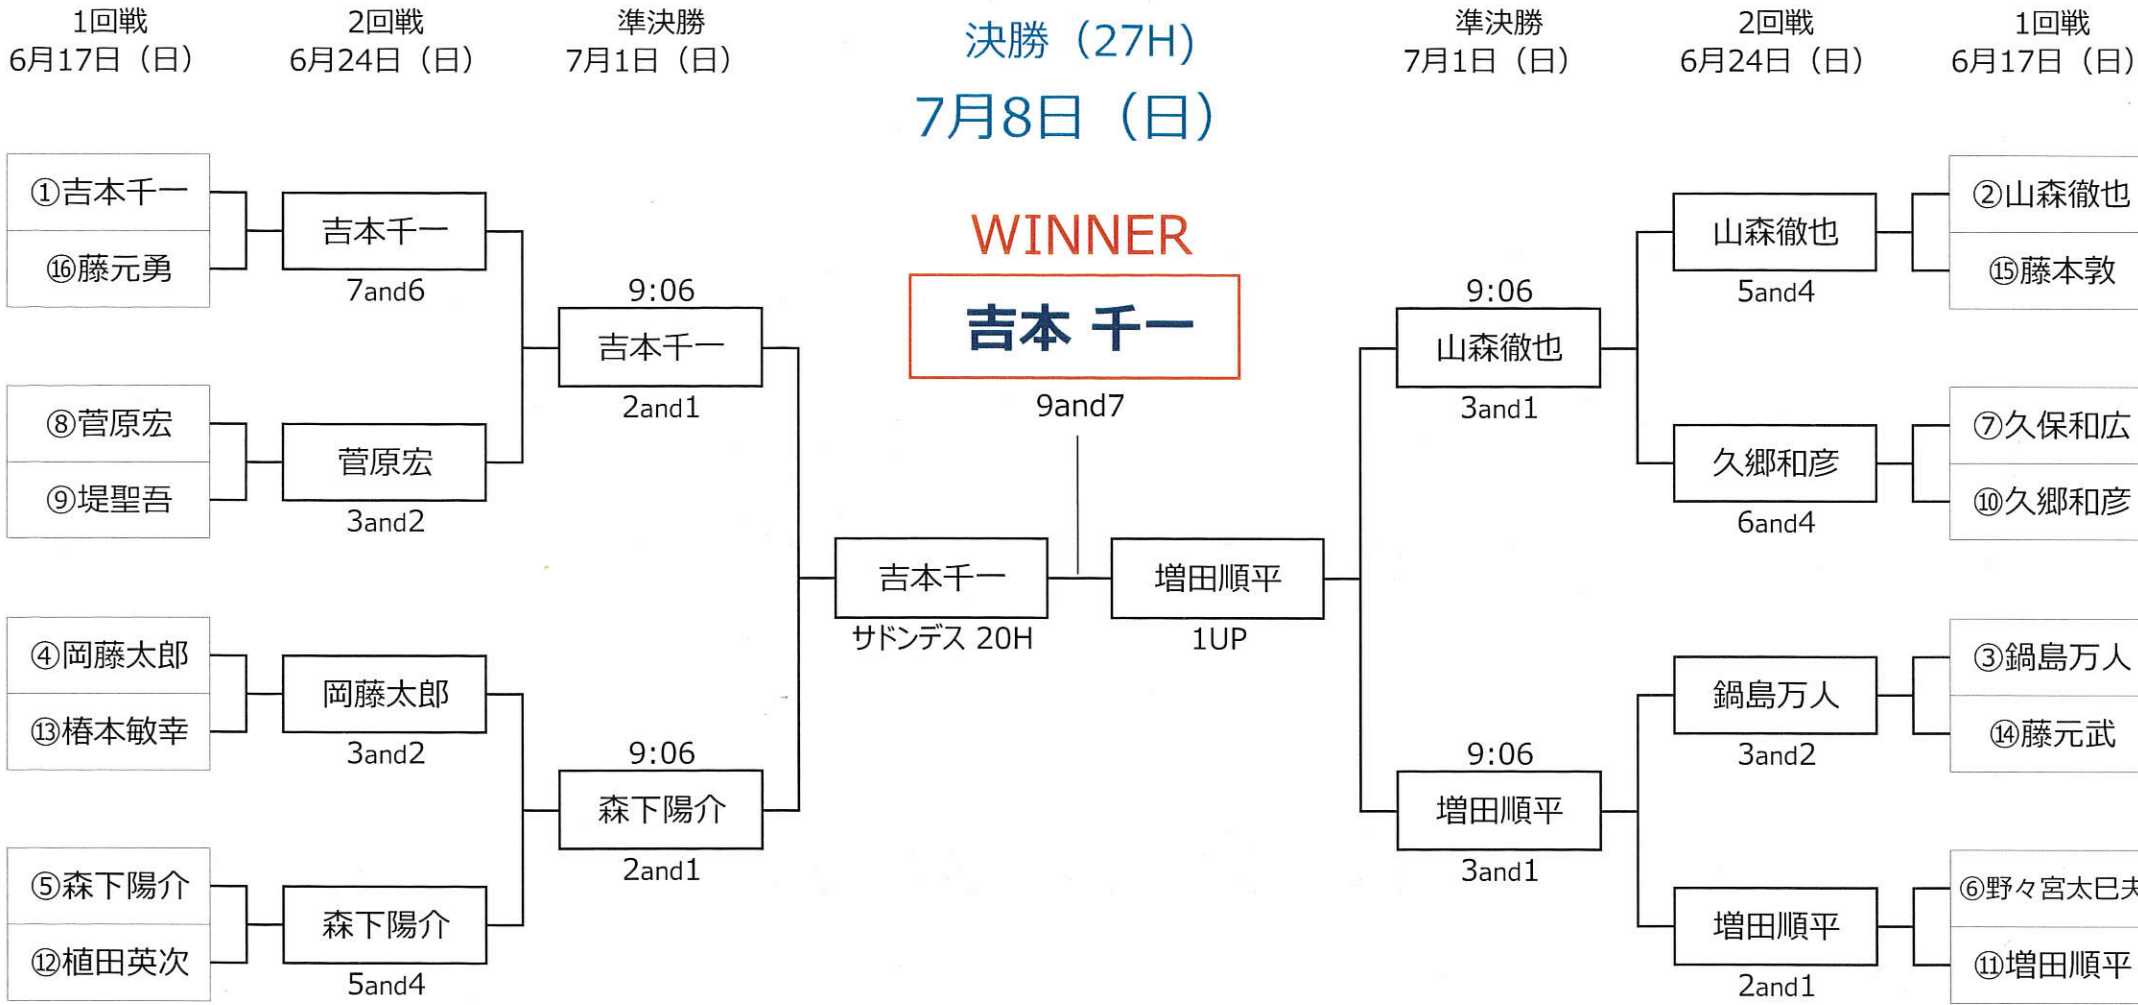 1回戦
6月17日（日）
2回戦
6月24日（日）
準決勝
7月1日（日）
決勝（27H)
7月8日（日）
準決勝
7月1日（日）
2回戦
6月24日（日）
1回戦
6月17日（日）
①吉本千一
⑯藤元勇
吉本千一
7and6
⑧菅原宏
⑨堤聖吾
菅原宏
3and2
9:06
吉本千一
2and1
④岡藤太郎
⑬椿本敏幸
岡藤太郎
3and2
⑤森下陽介
⑫植田英次
森下陽介
5and4
9:06
森下陽介
2and1
WINNER
吉本 千一
9and7
吉本千一
サドンデス 20H
増田順平
1UP
9:06
山森徹也
3and1
山森徹也
5and4
②山森徹也
⑮藤本敦
久郷和彦
6and4
⑦久保和広
⑩久郷和彦
9:06
増田順平
3and1
鍋島万人
3and2
③鍋島万人
⑭藤元武
増田順平
2and1
⑥野々宮太巳夫
⑪増田順平